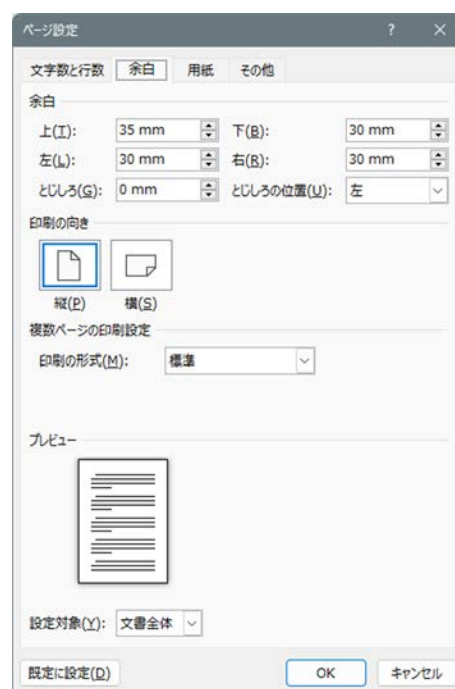 ページ設定 ? ×
文字数と行数 余白 用紙 その他
余白
上(T): 35 mm 下(B): 30 mm
左(L): 30 mm 右(R): 30 mm
とじしろ(G): 0 mm とじしろの位置(U): 左
印刷の向き
縦(P) 横(S)
複数ページの印刷設定
印刷の形式(M): 標準
プレビュー
設定対象(Y): 文書全体
既定に設定(D) OK キャンセル